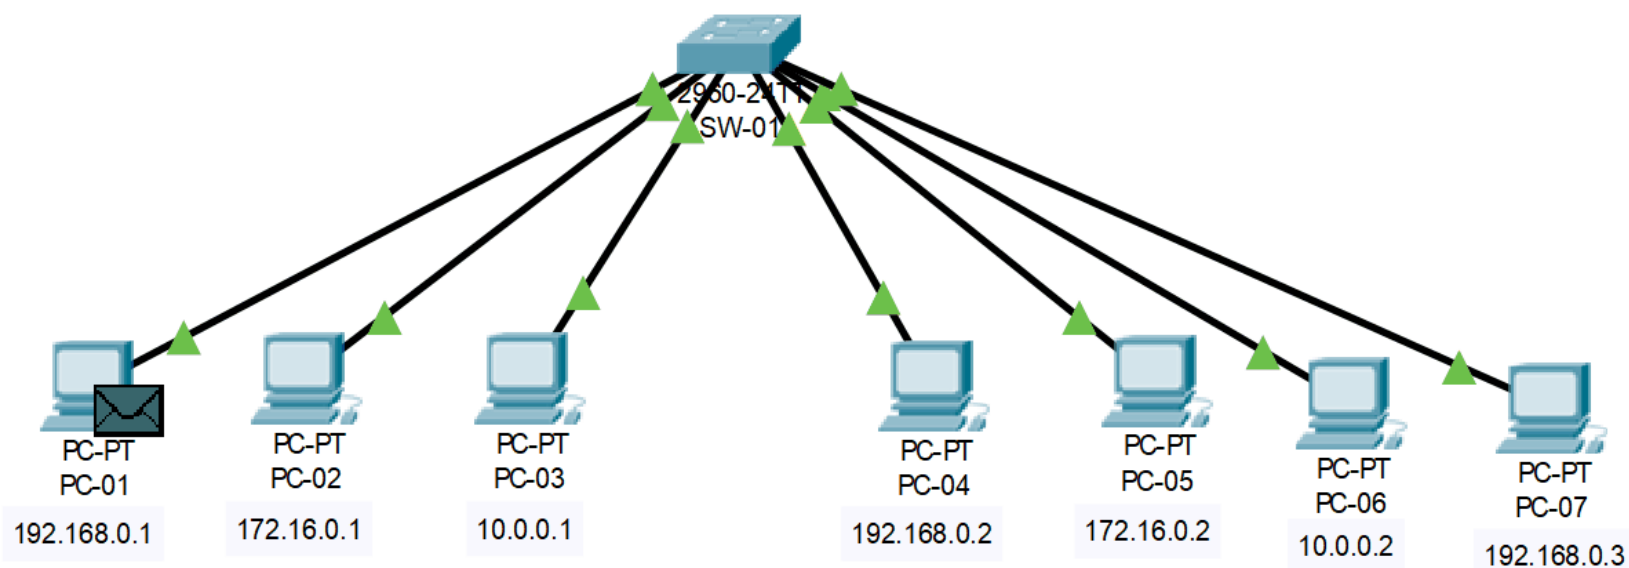 2960-24TT
SW-01
PC-PT
PC-01
192.168.0.1
PC-PT
PC-02
172.16.0.1
PC-PT
PC-03
10.0.0.1
PC-PT
PC-04
192.168.0.2
PC-PT
PC-05
172.16.0.2
PC-PT
PC-06
10.0.0.2
PC-PT
PC-07
192.168.0.3